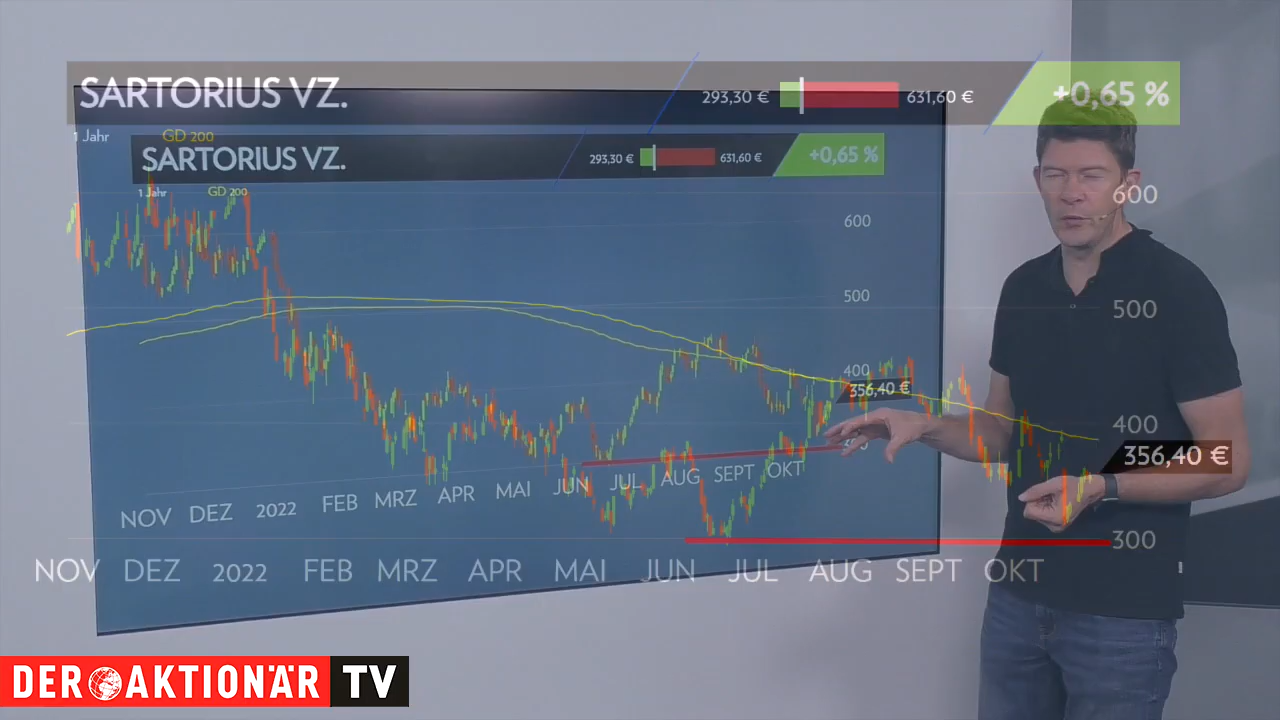 SARTORIUS VZ.
293,30 € 631,60 € +0,65 %
1 Jahr GD 200
SARTORIUS VZ.
293,30 € 631,60 € +0,65 %
1 Jahr GD 200
600
600
500
500
400
356,40 €
400
356,40 €
NOV DEZ 2022 FEB MRZ APR MAI JUN JUL AUG SEPT OKT
300
NOV DEZ 2022 FEB MRZ APR MAI JUN JUL AUG SEPT OKT
DER AKTIONÄR TV